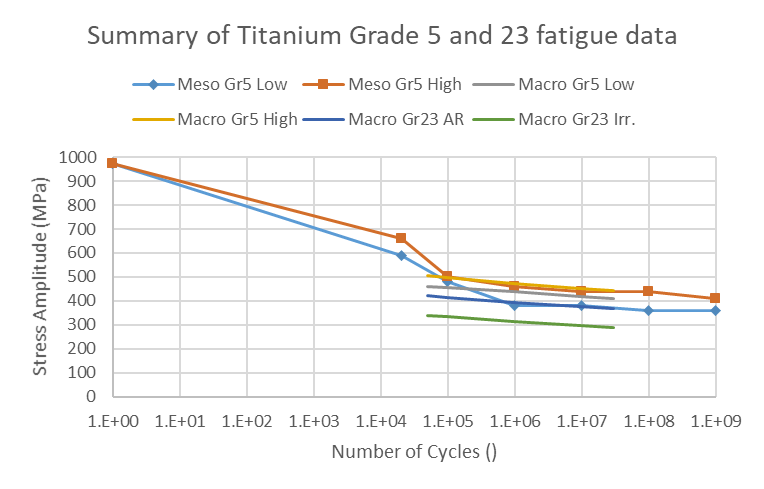 Summary of Titanium Grade 5 and 23 fatigue data
Meso Gr5 Low Meso Gr5 High Macro Gr5 Low
Macro Gr5 High Macro Gr23 AR Macro Gr23 Irr.
Stress Amplitude (MPa)
1000
900
800
700
600
500
400
300
200
100
0
1.E+00 1.E+01 1.E+02 1.E+03 1.E+04 1.E+05 1.E+06 1.E+07 1.E+08 1.E+09
Number of Cycles ()